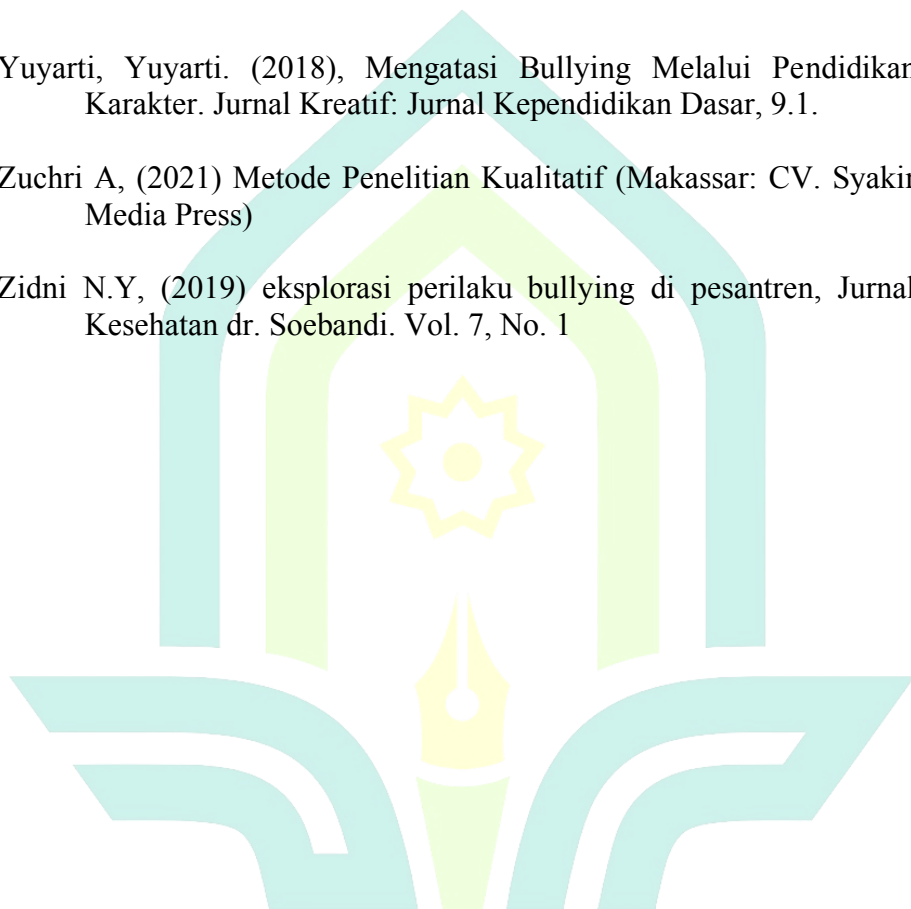 Yuyarti, Yuyarti. (2018), Mengatasi Bullying Melalui Pendidikan
Karakter. Jurnal Kreatif: Jurnal Kependidikan Dasar, 9.1.
Zuchri A, (2021) Metode Penelitian Kualitatif (Makassar: CV. Syakir
Media Press)
Zidni N.Y, (2019) eksplorasi perilaku bullying di pesantren, Jurnal
Kesehatan dr. Soebandi. Vol. 7, No. 1